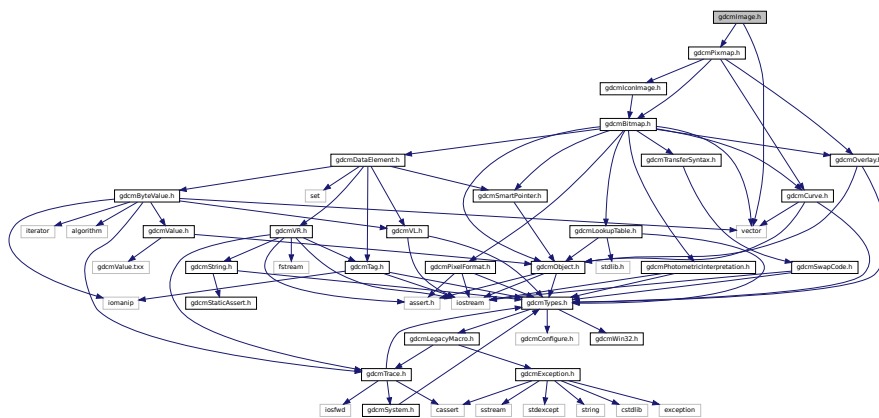 gdcmImage.h
gdcmPixmap.h
gdcmIconImage.h
gdcmBitmap.h
gdcmDataElement.h
gdcmTransferSyntax.h
gdcmOverlay.h
gdcmByteValue.h
set
gdcmSmartPointer.h
gdcmCurve.h
iterator
algorithm
gdcmValue.h
gdcmVR.h
gdcmVL.h
gdcmLookupTable.h
vector
gdcmValue.txx
gdcmString.h
fstream
gdcmTag.h
gdcmPixelFormat.h
gdcmObject.h
stdlib.h
gdcmPhotometricInterpretation.h
gdcmSwapCode.h
iomanip
gdcmStaticAssert.h
assert.h
iostream
gdcmTypes.h
gdcmLegacyMacro.h
gdcmConfigure.h
gdcmWin32.h
gdcmTrace.h
gdcmException.h
iosfwd
gdcmSystem.h
cassert
sstream
stdexcept
string
cstdlib
exception